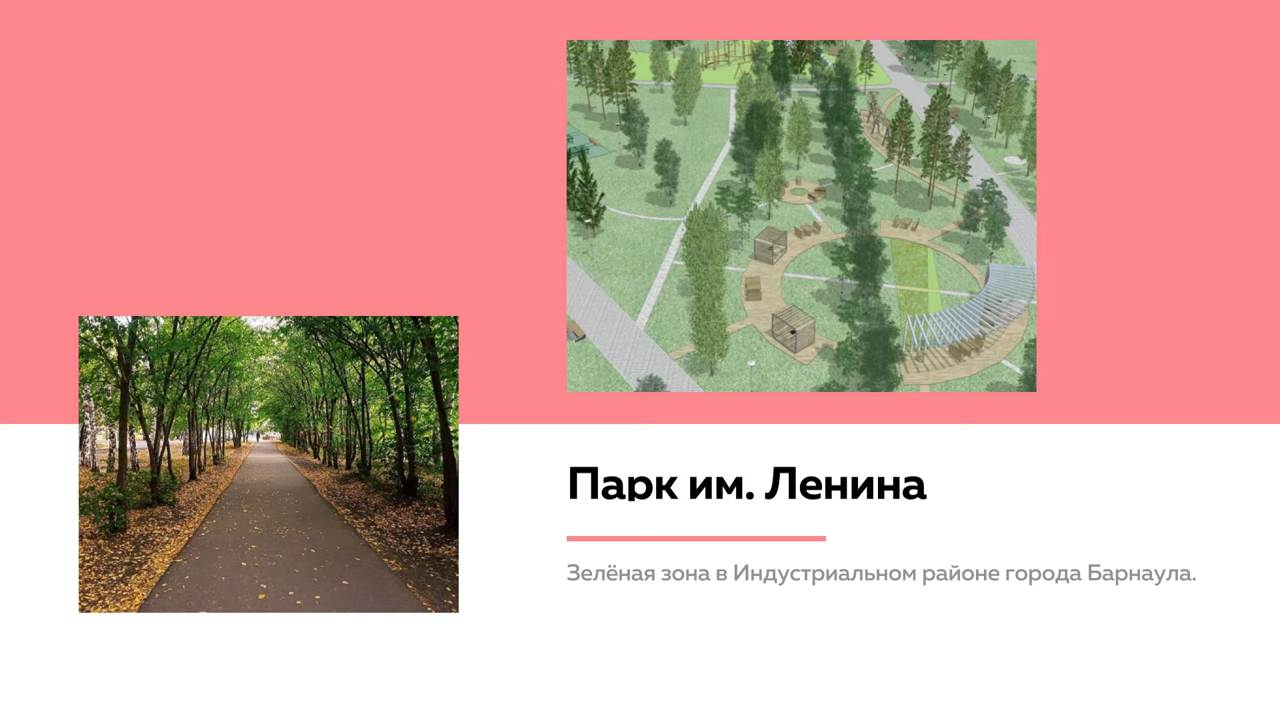 Парк им. Ленина
Зелёная зона в Индустриальном районе города Барнаула.